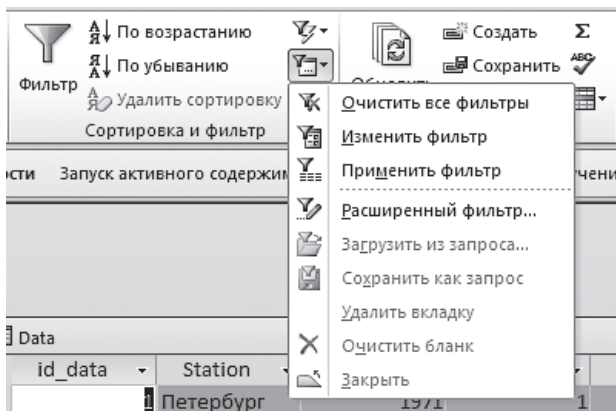 По возрастанию
Создать
Σ
По убыванию
Сохранить
ABC
Фильтр
Удалить сортировку
Сортировка и фильтр
Очистить все фильтры
Изменить фильтр
Применить фильтр
Расширенный фильтр...
Загрузить из запроса...
Сохранить как запрос
Удалить вкладку
Очистить бланк
Закрыть
Запуск активного
Data
id_data
Station
1
Петербург
1971
1